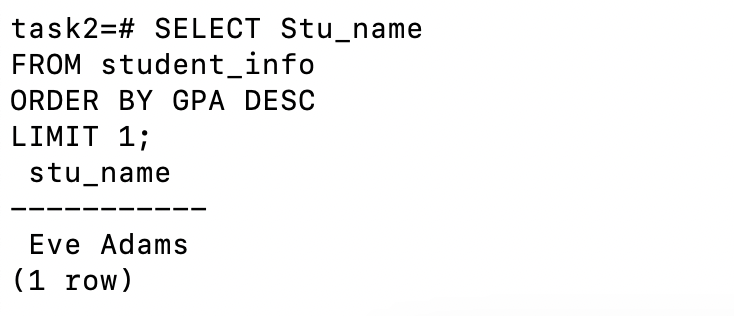 task2=# SELECT Stu_name
FROM student_info
ORDER BY GPA DESC
LIMIT 1;
 stu_name
-----------
 Eve Adams
(1 row)